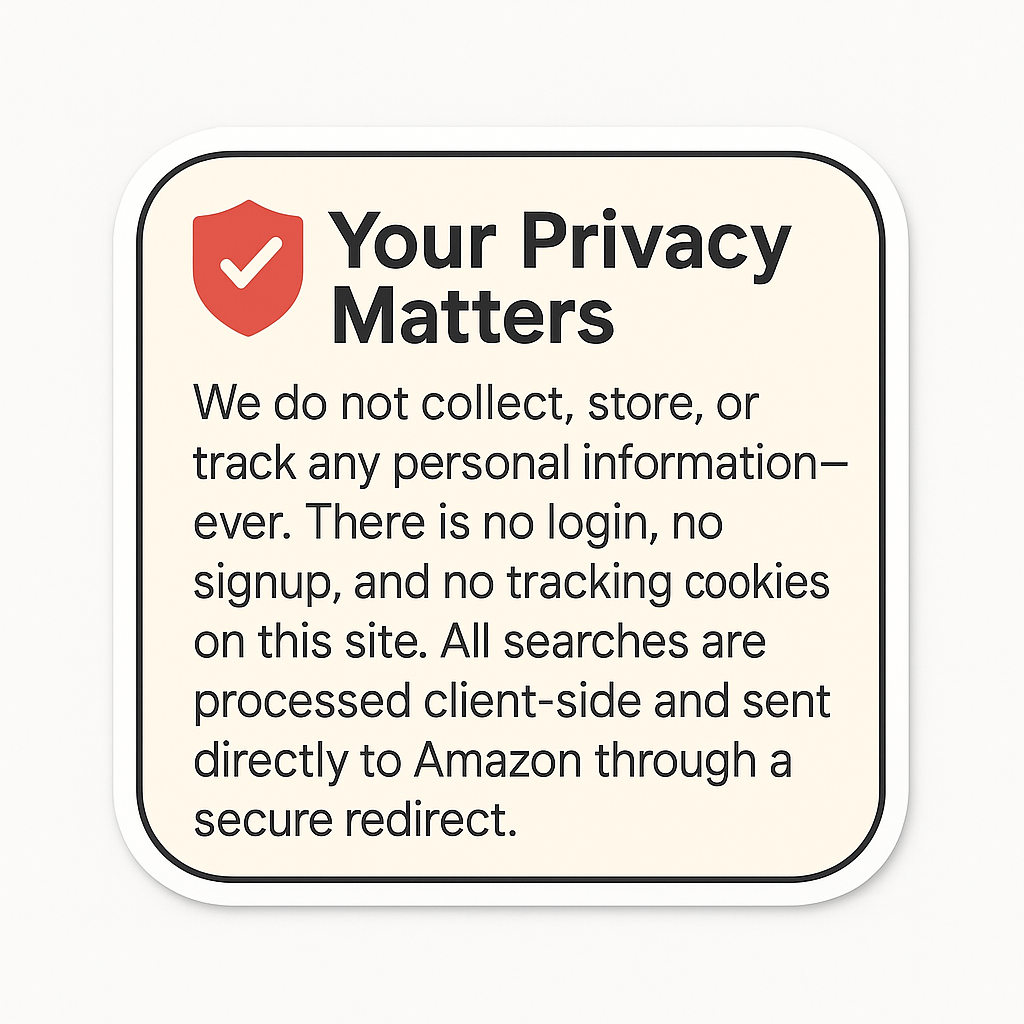 Your Privacy
Matters
We do not collect, store, or
track any personal information–
ever. There is no login, no
signup, and no tracking cookies
on this site. All searches are
processed client-side and sent
directly to Amazon through a
secure redirect.